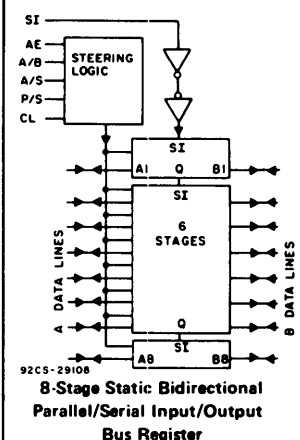 SI
AE
A/B
A/S
P/S
CL
STEERING
LOGIC
SI
A1 Q B1
SI
6
STAGES
Q
A DATA LINES
B DATA LINES
SI
A8 B8
92CS-29108
8-Stage Static Bidirectional
Parallel/Serial Input/Output
Bus Register